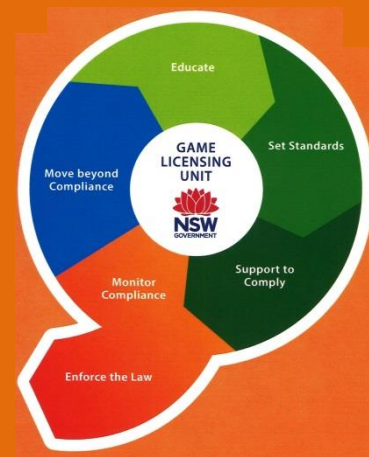 Educate
Set Standards
Support to
Comply
Monitor
Compliance
Enforce the Law
Move beyond
Compliance
GAME
LICENSING
UNIT
NSW
GOVERNMENT